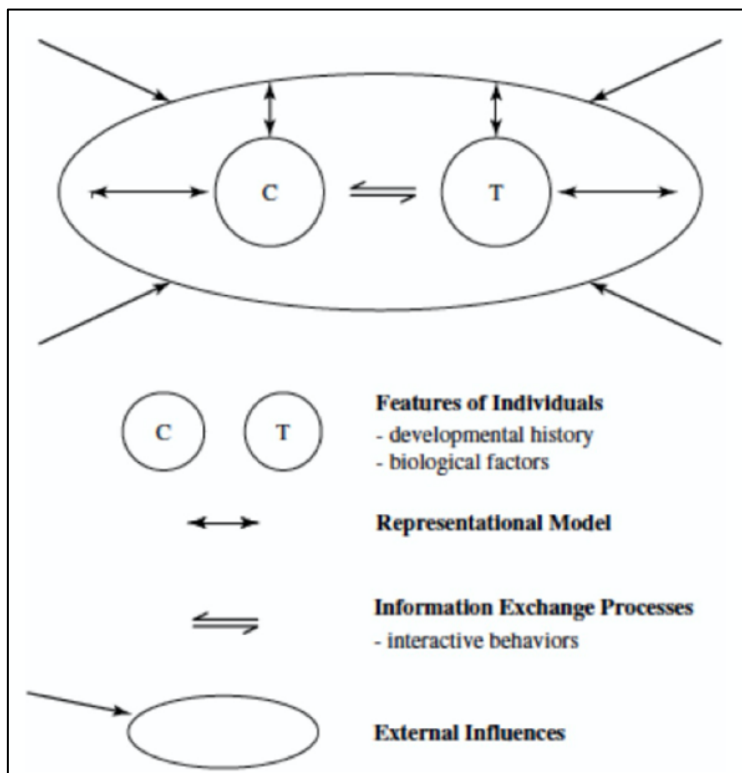 C T
C T
Features of Individuals
- developmental history
- biological factors
Representational Model
Information Exchange Processes
- interactive behaviors
External Influences